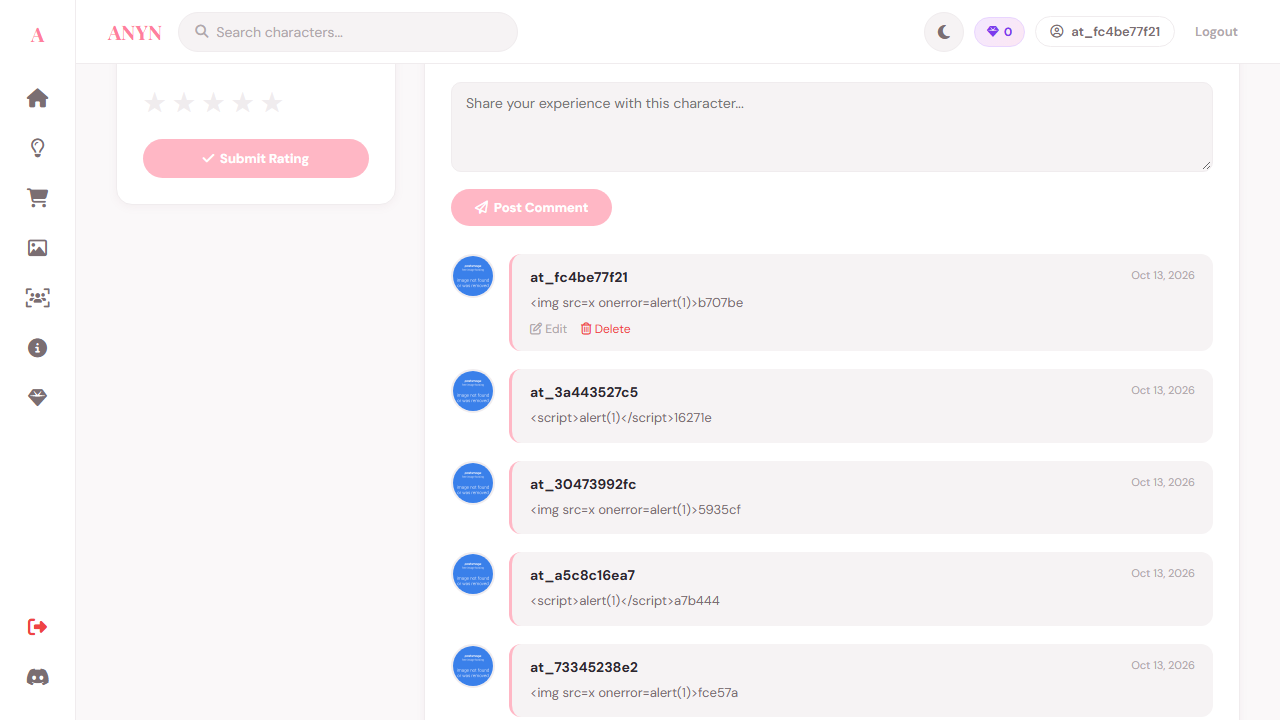 A
ANYN
Search characters...
0
at_fc4be77f21
Logout
Submit Rating
Share your experience with this character...
Post Comment
at_fc4be77f21
Oct 13, 2026
<img src=x onerror=alert(1)>b707be
Edit
Delete
at_3a443527c5
Oct 13, 2026
<script>alert(1)</script>16271e
at_30473992fc
Oct 13, 2026
<img src=x onerror=alert(1)>5935cf
at_a5c8c16ea7
Oct 13, 2026
<script>alert(1)</script>a7b444
at_73345238e2
Oct 13, 2026
<img src=x onerror=alert(1)>fce57a